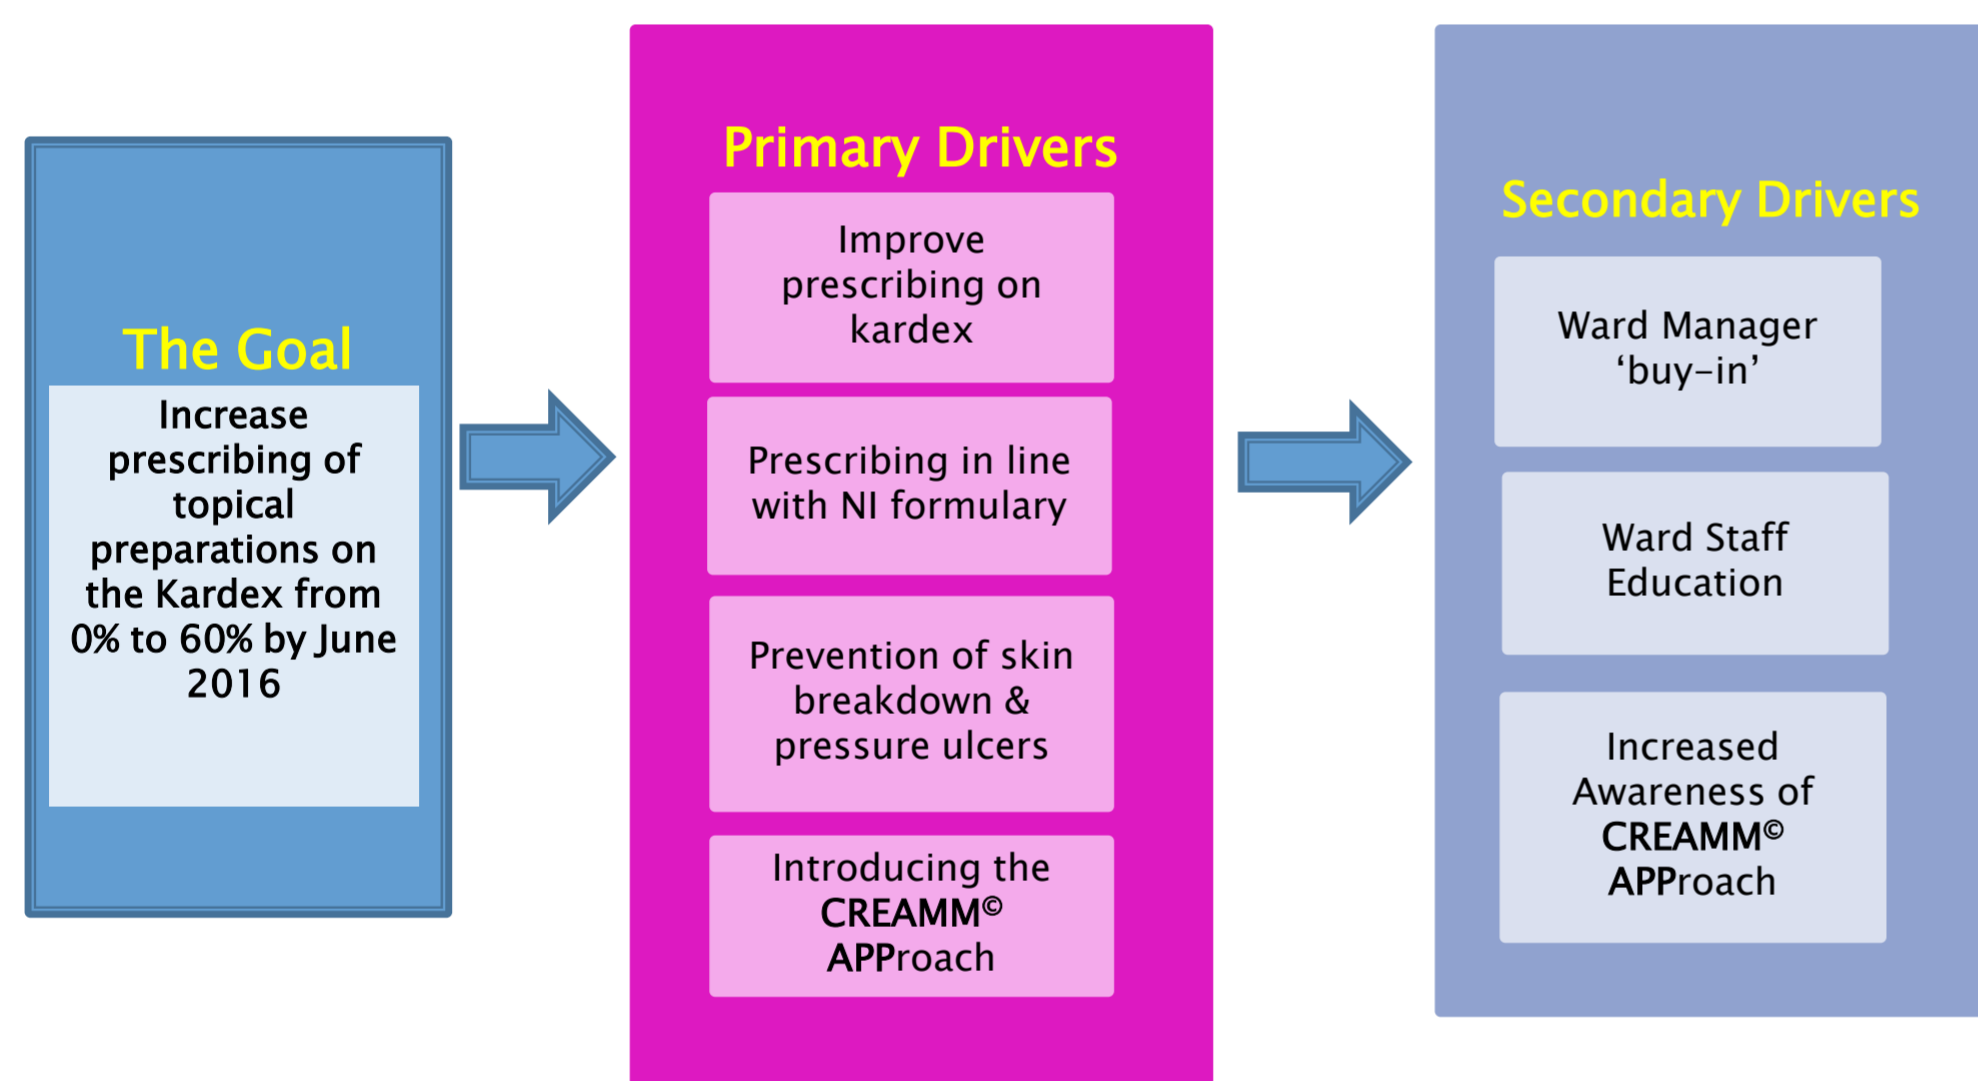 The Goal
Increase
prescribing of
topical
preparations on
the Kardex from
0% to 60% by June
2016
Primary Drivers
Improve
prescribing on
kardex
Prescribing in line
with NI formulary
Prevention of skin
breakdown &
pressure ulcers
Introducing the
CREAMM©
APProach
Secondary Drivers
Ward Manager
‘buy-in’
Ward Staff
Education
Increased
Awareness of
CREAMM©
APProach